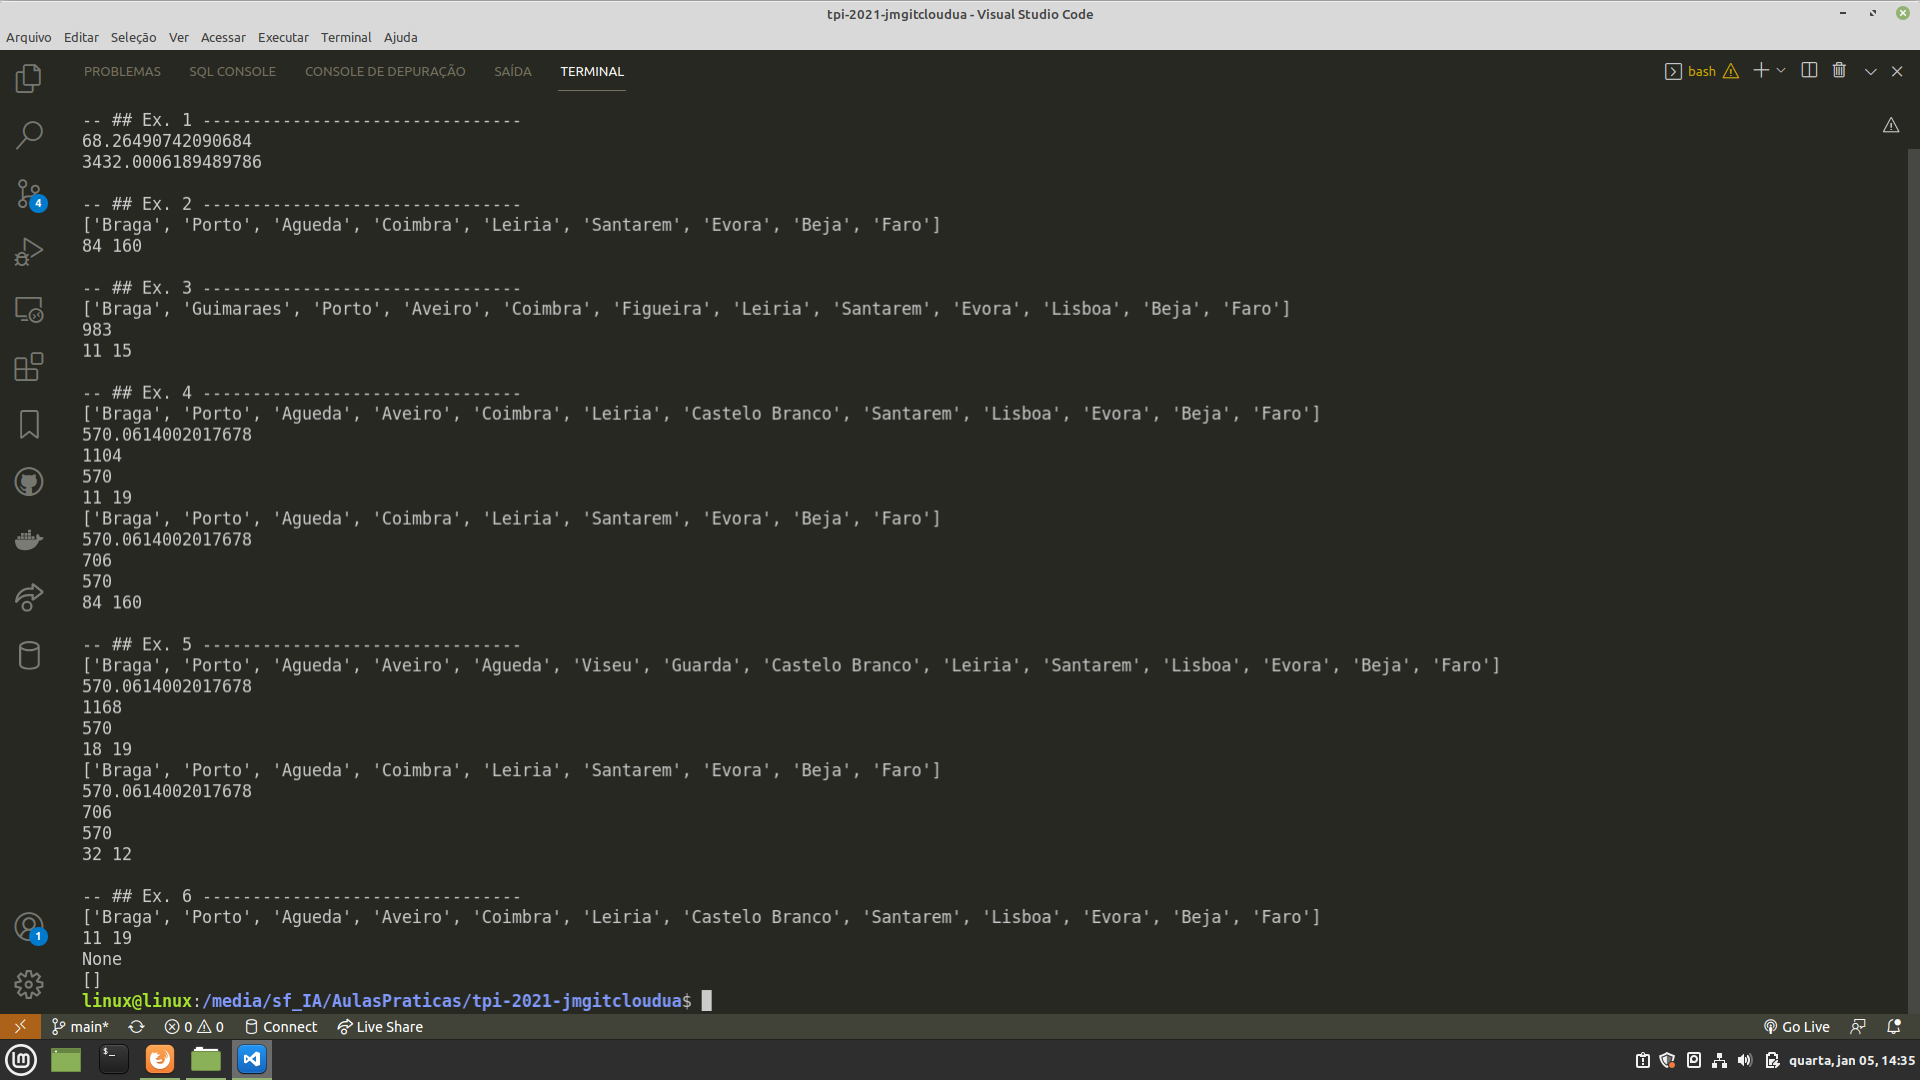 tpi-2021-jmgitcloudua - Visual Studio Code
Arquivo Editar Seleção Ver Acessar Executar Terminal Ajuda
PROBLEMAS SQL CONSOLE CONSOLE DE DEPURAÇÃO SAÍDA TERMINAL
bash
-- ## Ex. 1 --------------------------------
68.26490742090684
3432.0006189489786
-- ## Ex. 2 --------------------------------
['Braga', 'Porto', 'Agueda', 'Coimbra', 'Leiria', 'Santarem', 'Evora', 'Beja', 'Faro']
84 160
-- ## Ex. 3 --------------------------------
['Braga', 'Guimaraes', 'Porto', 'Aveiro', 'Coimbra', 'Figueira', 'Leiria', 'Santarem', 'Evora', 'Lisboa', 'Beja', 'Faro']
983
11 15
-- ## Ex. 4 --------------------------------
['Braga', 'Porto', 'Agueda', 'Aveiro', 'Coimbra', 'Leiria', 'Castelo Branco', 'Santarem', 'Lisboa', 'Evora', 'Beja', 'Faro']
570.0614002017678
1104
570
11 19
['Braga', 'Porto', 'Agueda', 'Coimbra', 'Leiria', 'Santarem', 'Evora', 'Beja', 'Faro']
570.0614002017678
706
570
84 160
-- ## Ex. 5 --------------------------------
['Braga', 'Porto', 'Agueda', 'Aveiro', 'Agueda', 'Viseu', 'Guarda', 'Castelo Branco', 'Leiria', 'Santarem', 'Lisboa', 'Evora', 'Beja', 'Faro']
570.0614002017678
1168
570
18 19
['Braga', 'Porto', 'Agueda', 'Coimbra', 'Leiria', 'Santarem', 'Evora', 'Beja', 'Faro']
570.0614002017678
706
570
32 12
-- ## Ex. 6 --------------------------------
['Braga', 'Porto', 'Agueda', 'Aveiro', 'Coimbra', 'Leiria', 'Castelo Branco', 'Santarem', 'Lisboa', 'Evora', 'Beja', 'Faro']
11 19
None
[]
linux@linux:/media/sf_IA/AulasPraticas/tpi-2021-jmgitcloudua$
4
1
main* 0 0 Connect Live Share Go Live
quarta, jan 05, 14:35